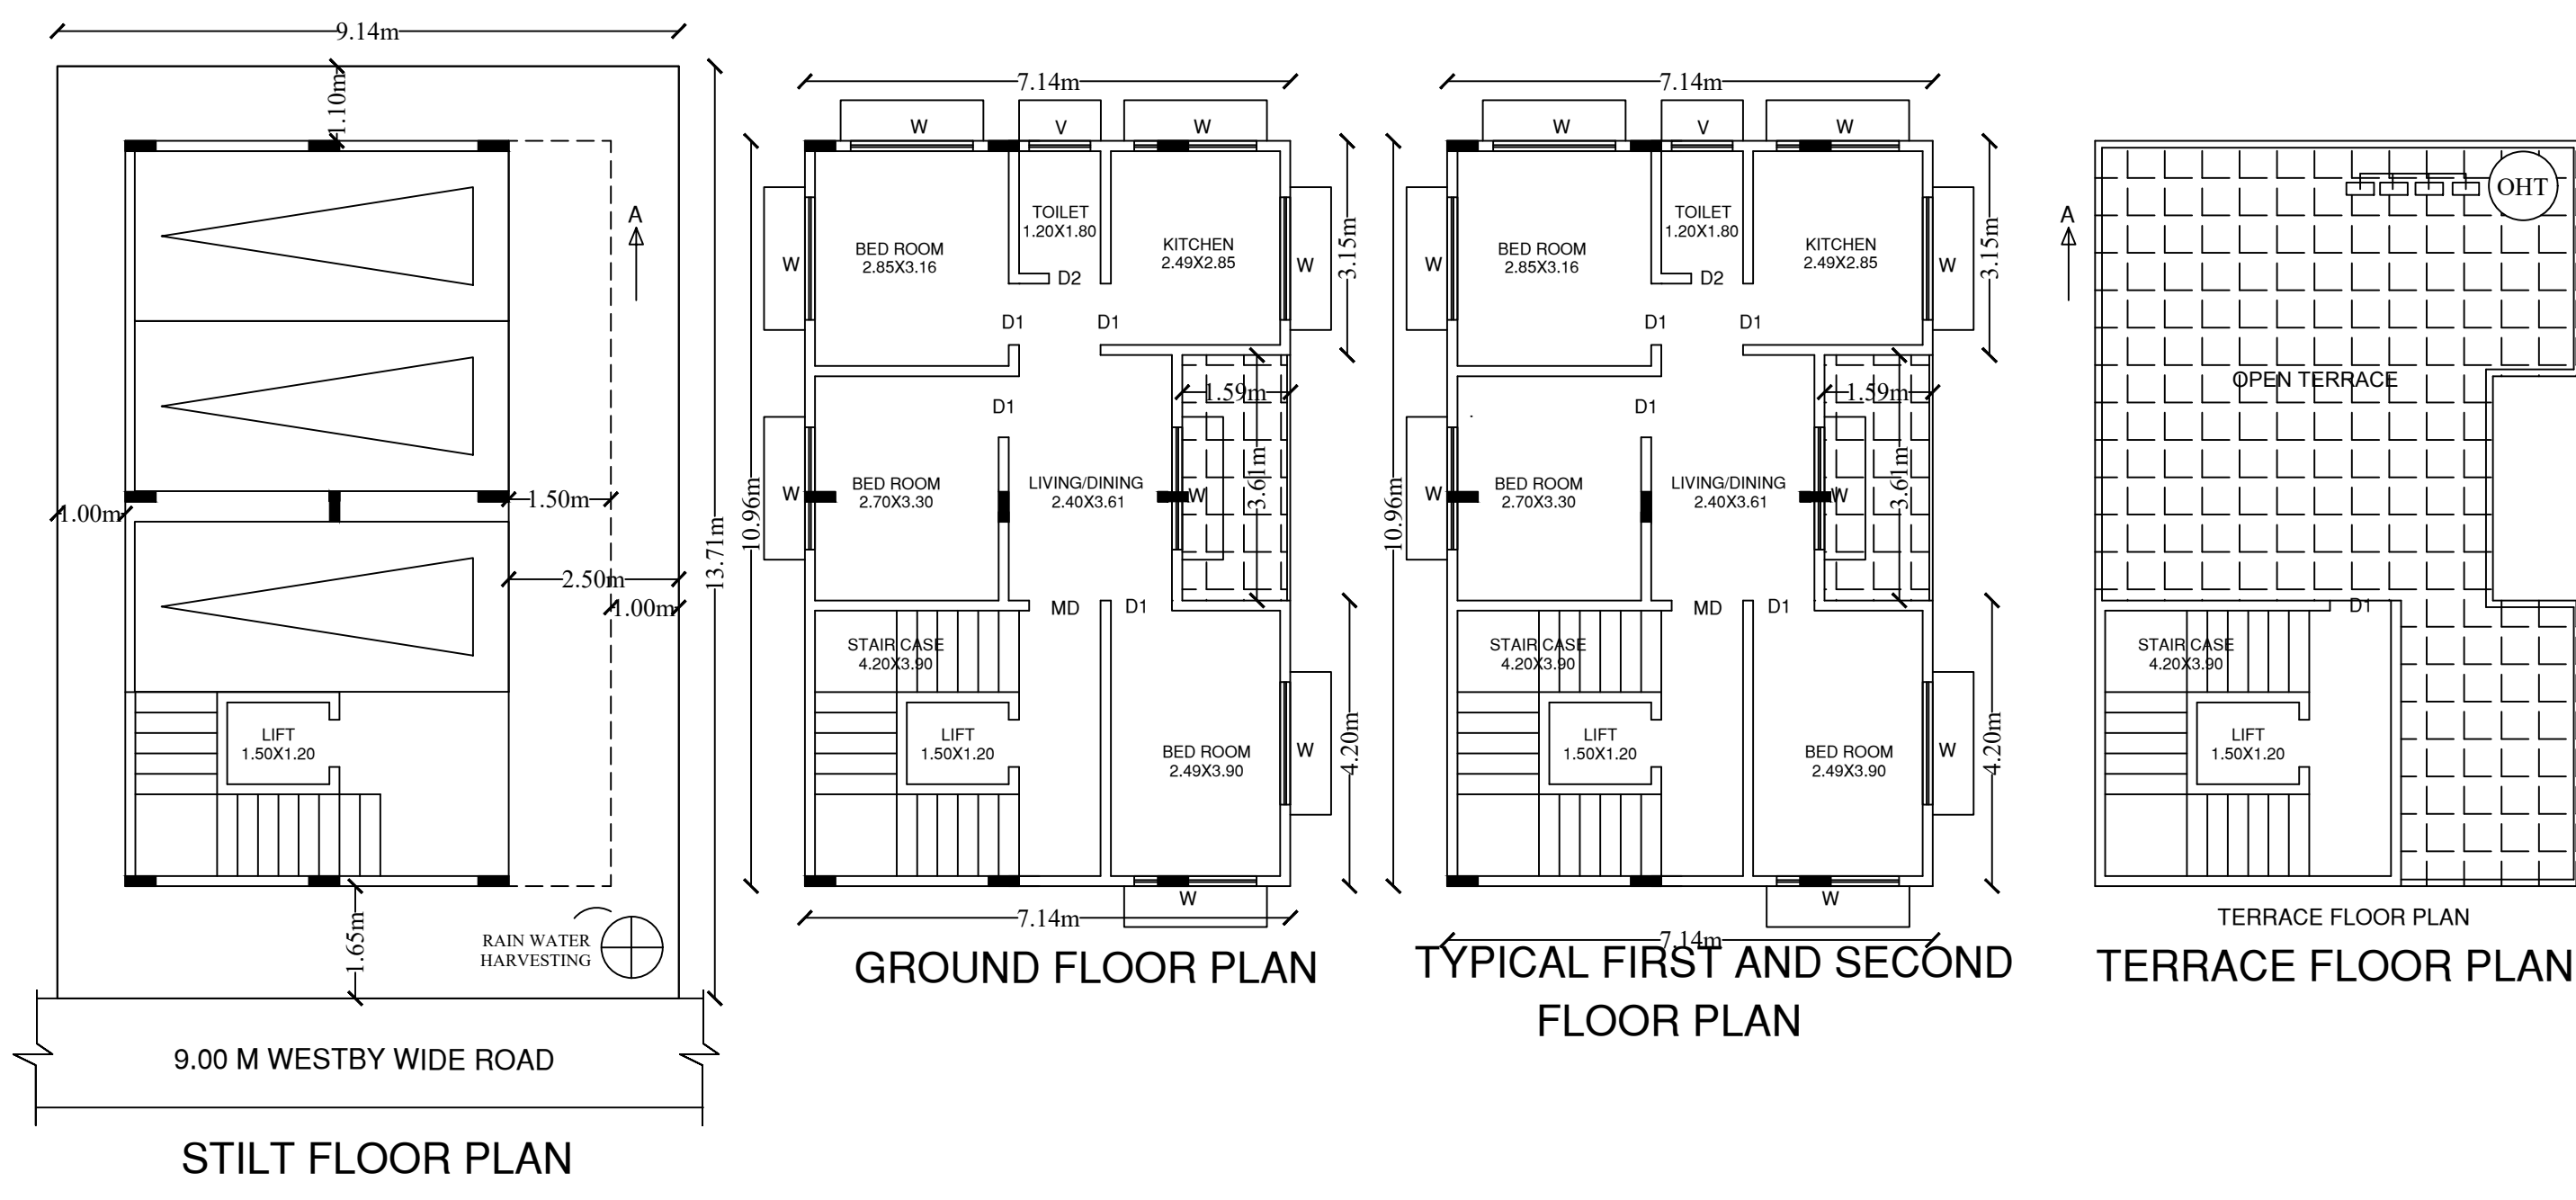 9.14m
1.10m
A
1.00m
1.50m
2.50m
1.00m
13.71m
LIFT
1.50X1.20
1.65m
RAIN WATER
HARVESTING
9.00 M WESTBY WIDE ROAD
STILT FLOOR PLAN
7.14m
W
V
W
TOILET
1.20X1.80
BED ROOM
2.85X3.16
KITCHEN
2.49X2.85
W
W
3.15m
D2
D1
D1
1.59m
D1
10.96m
BED ROOM
2.70X3.30
LIVING/DINING
2.40X3.61
W
W
3.61m
MD
D1
STAIR CASE
4.20X3.90
LIFT
1.50X1.20
BED ROOM
2.49X3.90
W
4.20m
W
7.14m
GROUND FLOOR PLAN
7.14m
W
V
W
TOILET
1.20X1.80
BED ROOM
2.85X3.16
KITCHEN
2.49X2.85
W
W
3.15m
D2
D1
D1
1.59m
D1
10.96m
BED ROOM
2.70X3.30
LIVING/DINING
2.40X3.61
W
W
3.61m
MD
D1
STAIR CASE
4.20X3.90
LIFT
1.50X1.20
BED ROOM
2.49X3.90
W
4.20m
W
7.14m
TYPICAL FIRST AND SECOND
FLOOR PLAN
A
OHT
OPEN TERRACE
D1
STAIR CASE
4.20X3.90
LIFT
1.50X1.20
TERRACE FLOOR PLAN
TERRACE FLOOR PLAN